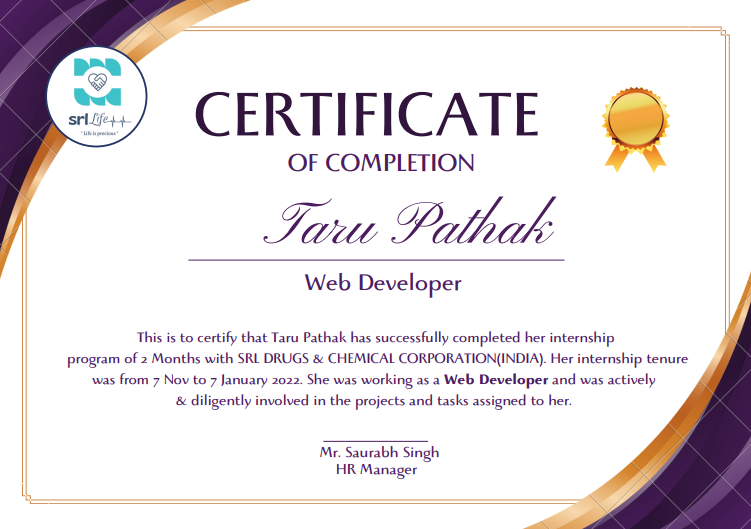 srl Life
"Life is precious"
CERTIFICATE
OF COMPLETION
Taru Pathak
Web Developer
This is to certify that Taru Pathak has successfully completed her internship
program of 2 Months with SRL DRUGS & CHEMICAL CORPORATION(INDIA). Her internship tenure
was from 7 Nov to 7 January 2022. She was working as a Web Developer and was actively
& diligently involved in the projects and tasks assigned to her.
Mr. Saurabh Singh
HR Manager